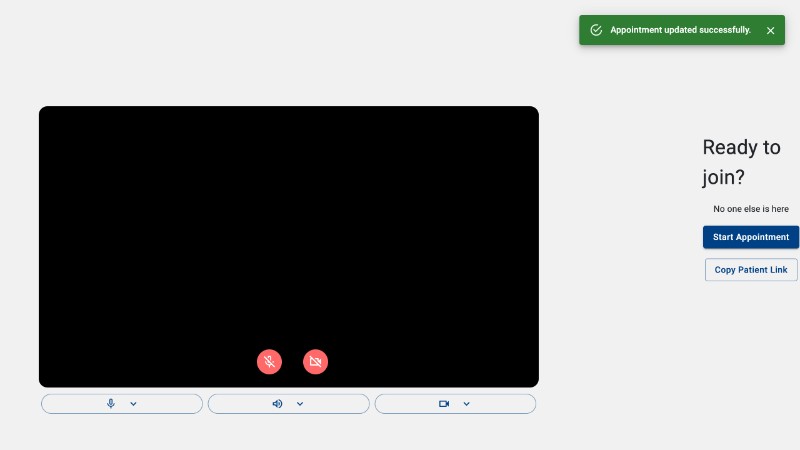 Appointment updated successfully.
Ready to
join?
No one else is here
Start Appointment
Copy Patient Link